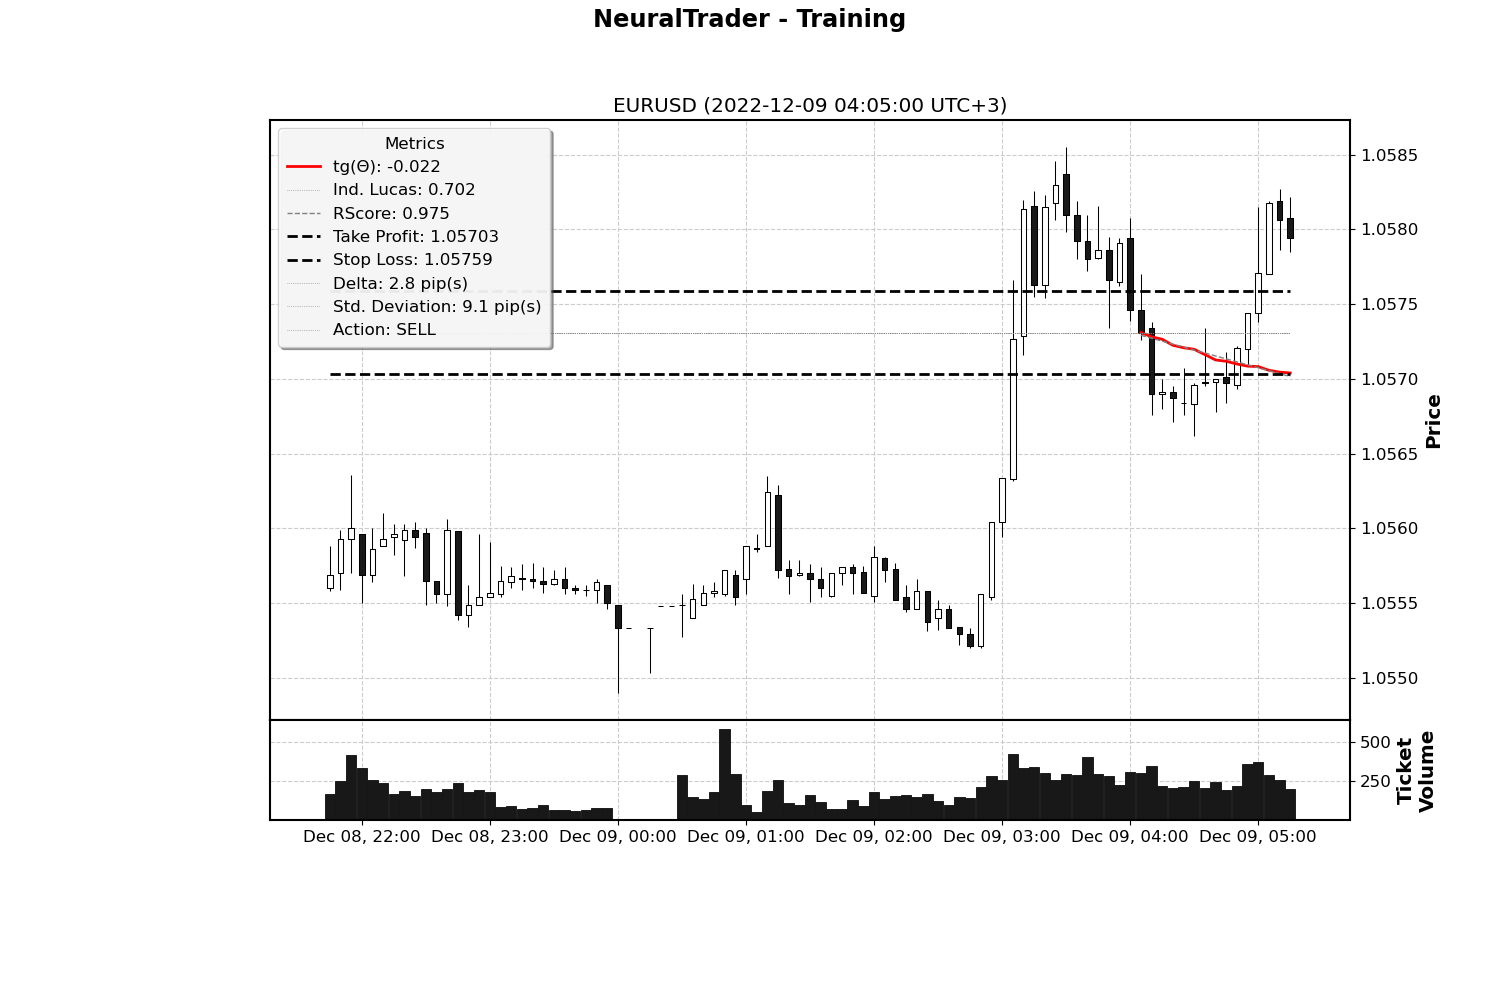 NeuralTrader - Training
EURUSD (2022-12-09 04:05:00 UTC+3)
Metrics
tg(Θ): -0.022
Ind. Lucas: 0.702
RScore: 0.975
Take Profit: 1.05703
Stop Loss: 1.05759
Delta: 2.8 pip(s)
Std. Deviation: 9.1 pip(s)
Action: SELL
1.0585
1.0580
1.0575
1.0570
1.0565
1.0560
1.0555
1.0550
Price
500
250
Ticket
Volume
Dec 08, 22:00 Dec 08, 23:00 Dec 09, 00:00 Dec 09, 01:00 Dec 09, 02:00 Dec 09, 03:00 Dec 09, 04:00 Dec 09, 05:00